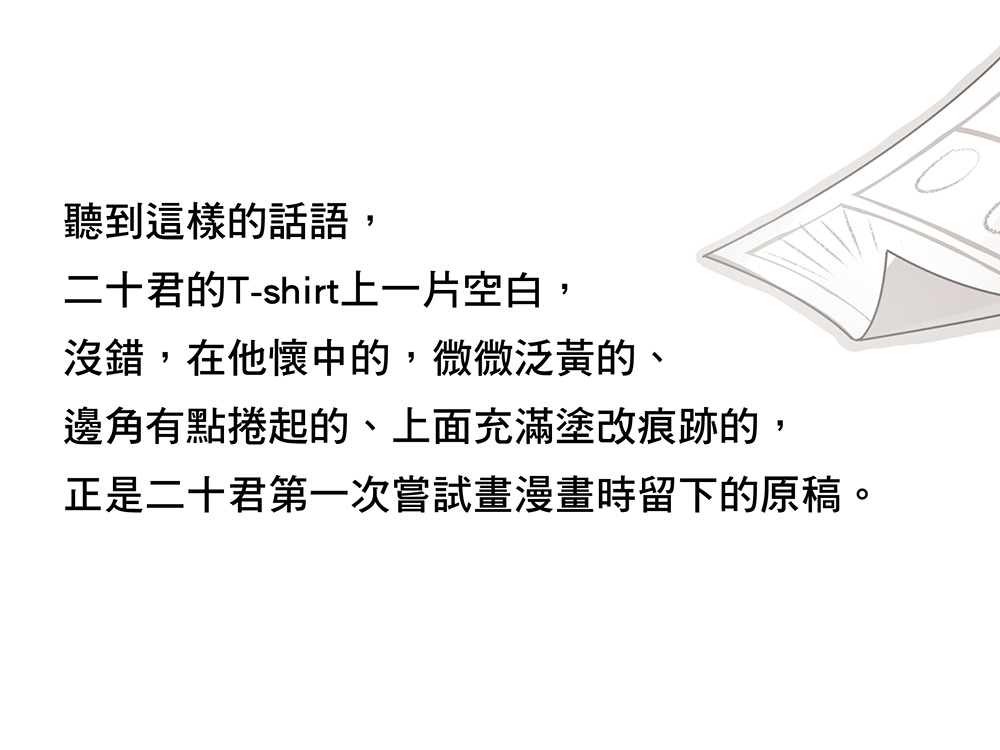 聽到這樣的話語，
二十君的T-shirt上一片空白，
沒錯，在他懷中的，微微泛黃的、
邊角有點捲起的、上面充滿塗改痕跡的，
正是二十君第一次嘗試畫漫畫時留下的原稿。